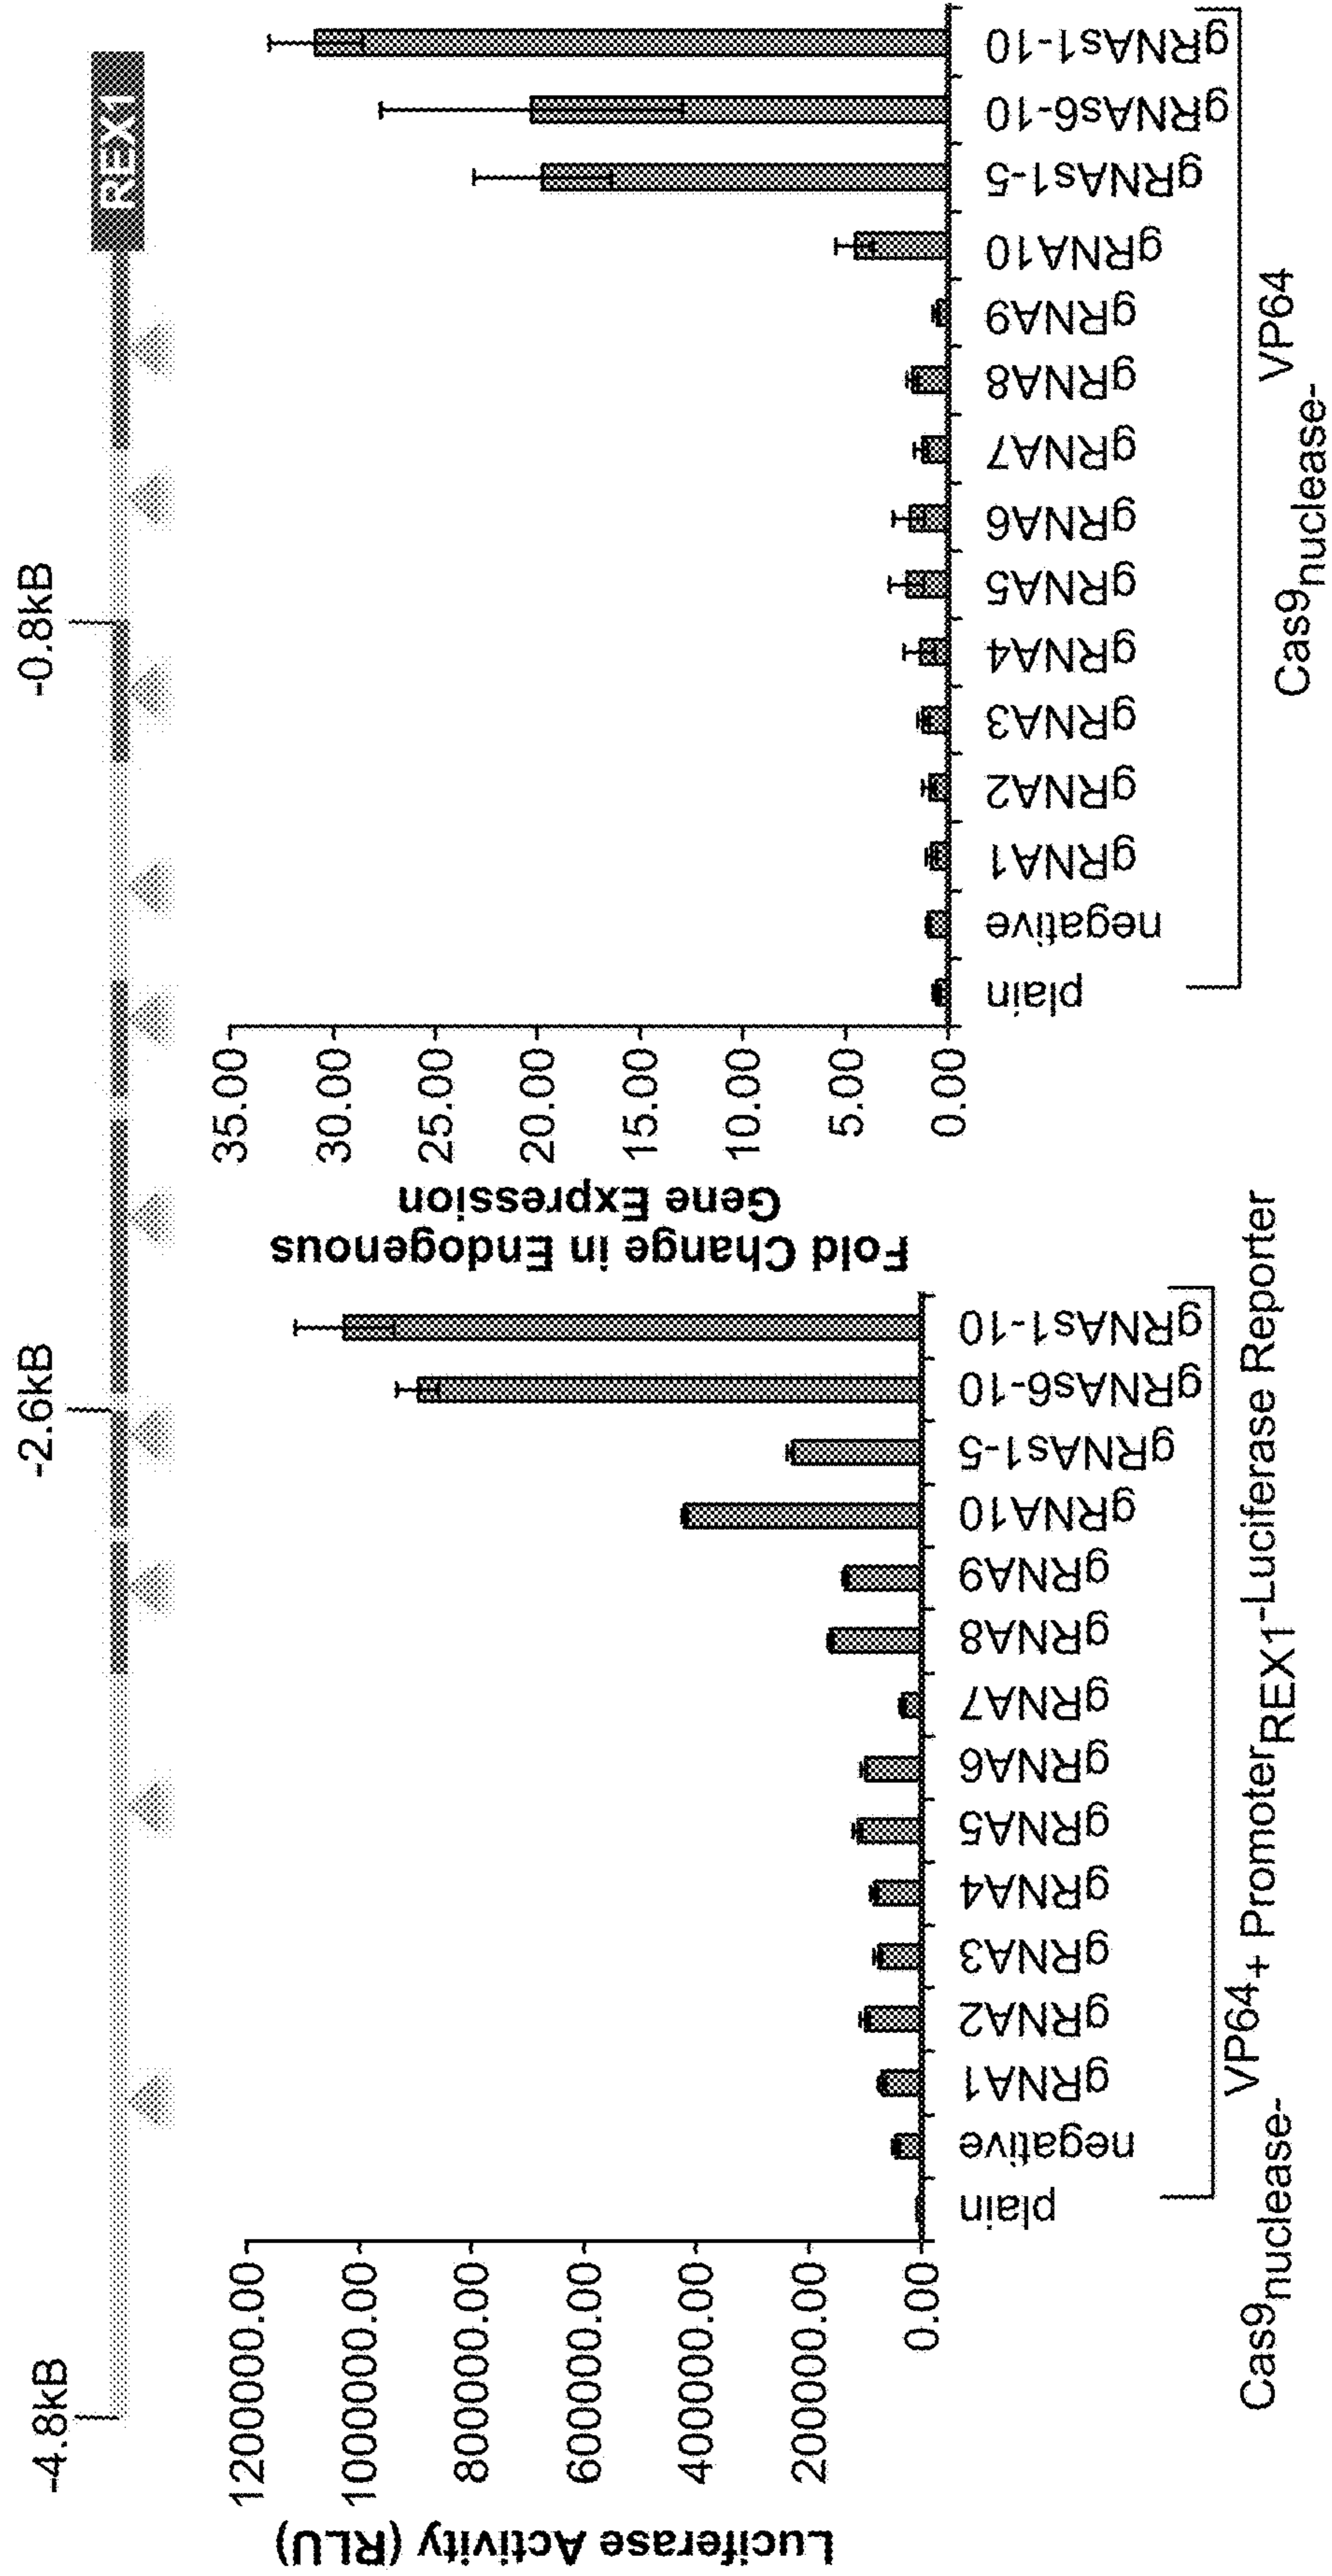 -4.8kB
-2.6kB
-0.8kB
REX1
Luciferase Activity (RLU)
1200000.00
1000000.00
800000.00
600000.00
400000.00
200000.00
0.00
plain
negative
gRNA1
gRNA2
gRNA3
gRNA4
gRNA5
gRNA6
gRNA7
gRNA8
gRNA9
gRNA10
gRNAs1-5
gRNAs6-10
gRNAs1-10
Cas9nuclease-VP64+ PromoterREX1-Luciferase Reporter
Fold Change in Endogenous
Gene Expression
35.00
30.00
25.00
20.00
15.00
10.00
5.00
0.00
plain
negative
gRNA1
gRNA2
gRNA3
gRNA4
gRNA5
gRNA6
gRNA7
gRNA8
gRNA9
gRNA10
gRNAs1-5
gRNAs6-10
gRNAs1-10
Cas9nuclease-VP64